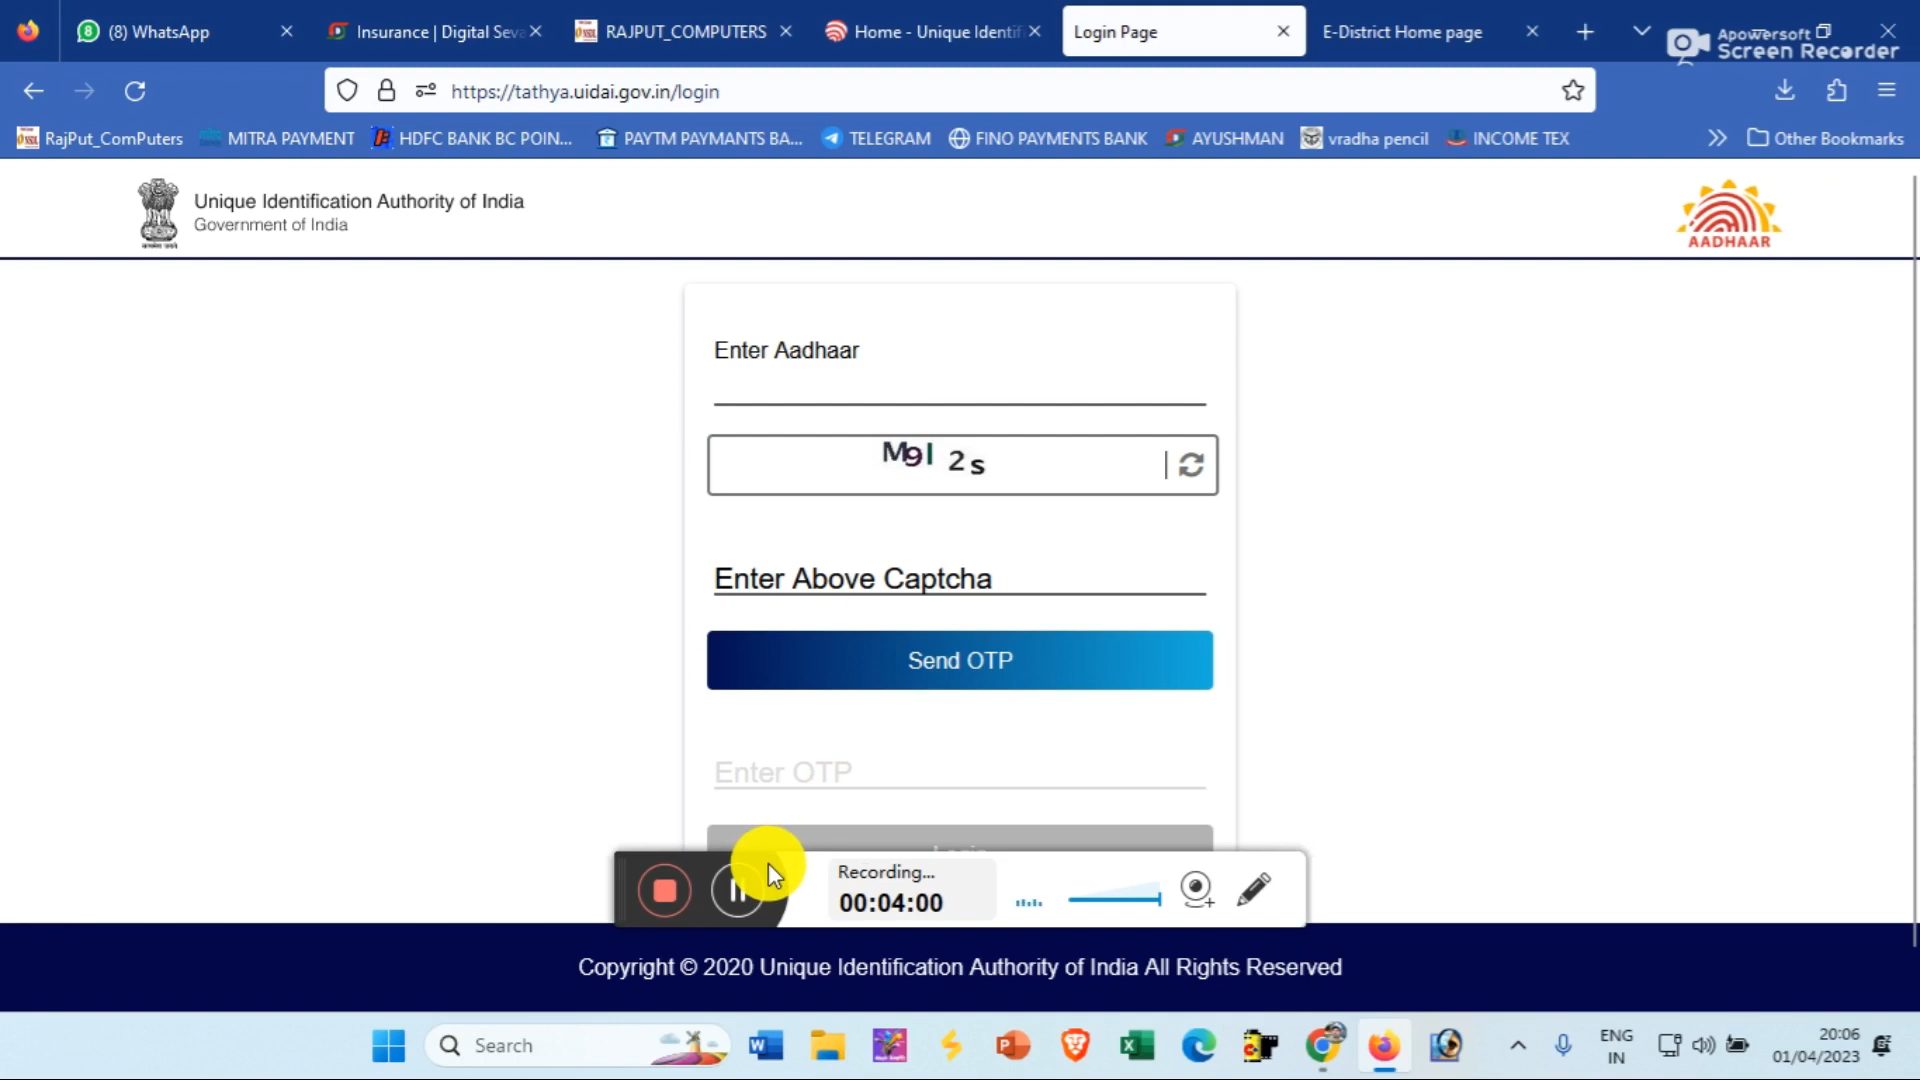 (8) WhatsApp
Insurance | Digital Seva
RAJPUT_COMPUTERS
Home - Unique Identifi
Login Page
E-District Home page
Apowersoft
Screen Recorder
https://tathya.uidai.gov.in/login
RajPut_ComPuters
MITRA PAYMENT
HDFC BANK BC POIN...
PAYTM PAYMANTS BA...
TELEGRAM
FINO PAYMENTS BANK
AYUSHMAN
vradha pencil
INCOME TEX
Other Bookmarks
Unique Identification Authority of India
Government of India
AADHAAR
Enter Aadhaar
M9l 2s
Enter Above Captcha
Send OTP
Enter OTP
Recording...
00:04:00
Copyright © 2020 Unique Identification Authority of India All Rights Reserved
Search
ENG
IN
20:06
01/04/2023